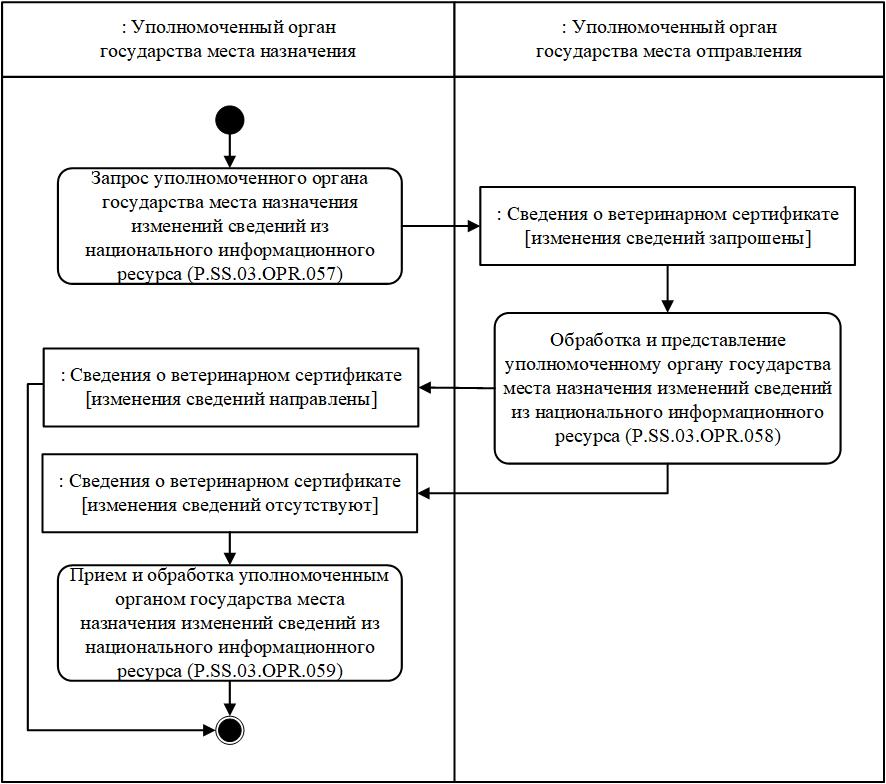 : Уполномоченный орган
государства места назначения
: Уполномоченный орган
государства места отправления
Запрос уполномоченного органа
государства места назначения
изменений сведений из
национального информационного
ресурса (P.SS.03.OPR.057)
: Сведения о ветеринарном сертификате
[изменения сведений запрошены]
Обработка и представление
уполномоченному органу государства
места назначения изменений сведений
из национального информационного
ресурса (P.SS.03.OPR.058)
: Сведения о ветеринарном сертификате
[изменения сведений направлены]
: Сведения о ветеринарном сертификате
[изменения сведений отсутствуют]
Прием и обработка уполномоченным
органом государства места
назначения изменений сведений из
национального информационного
ресурса (P.SS.03.OPR.059)